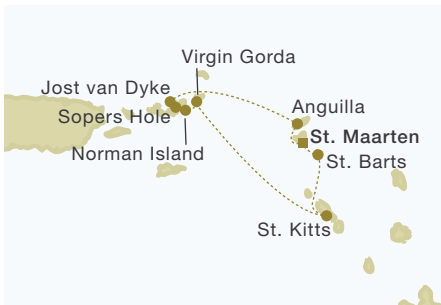 Virgin Gorda
Jost van Dyke
Anguilla
Sopers Hole
St. Maarten
Norman Island
St. Barts
St. Kitts